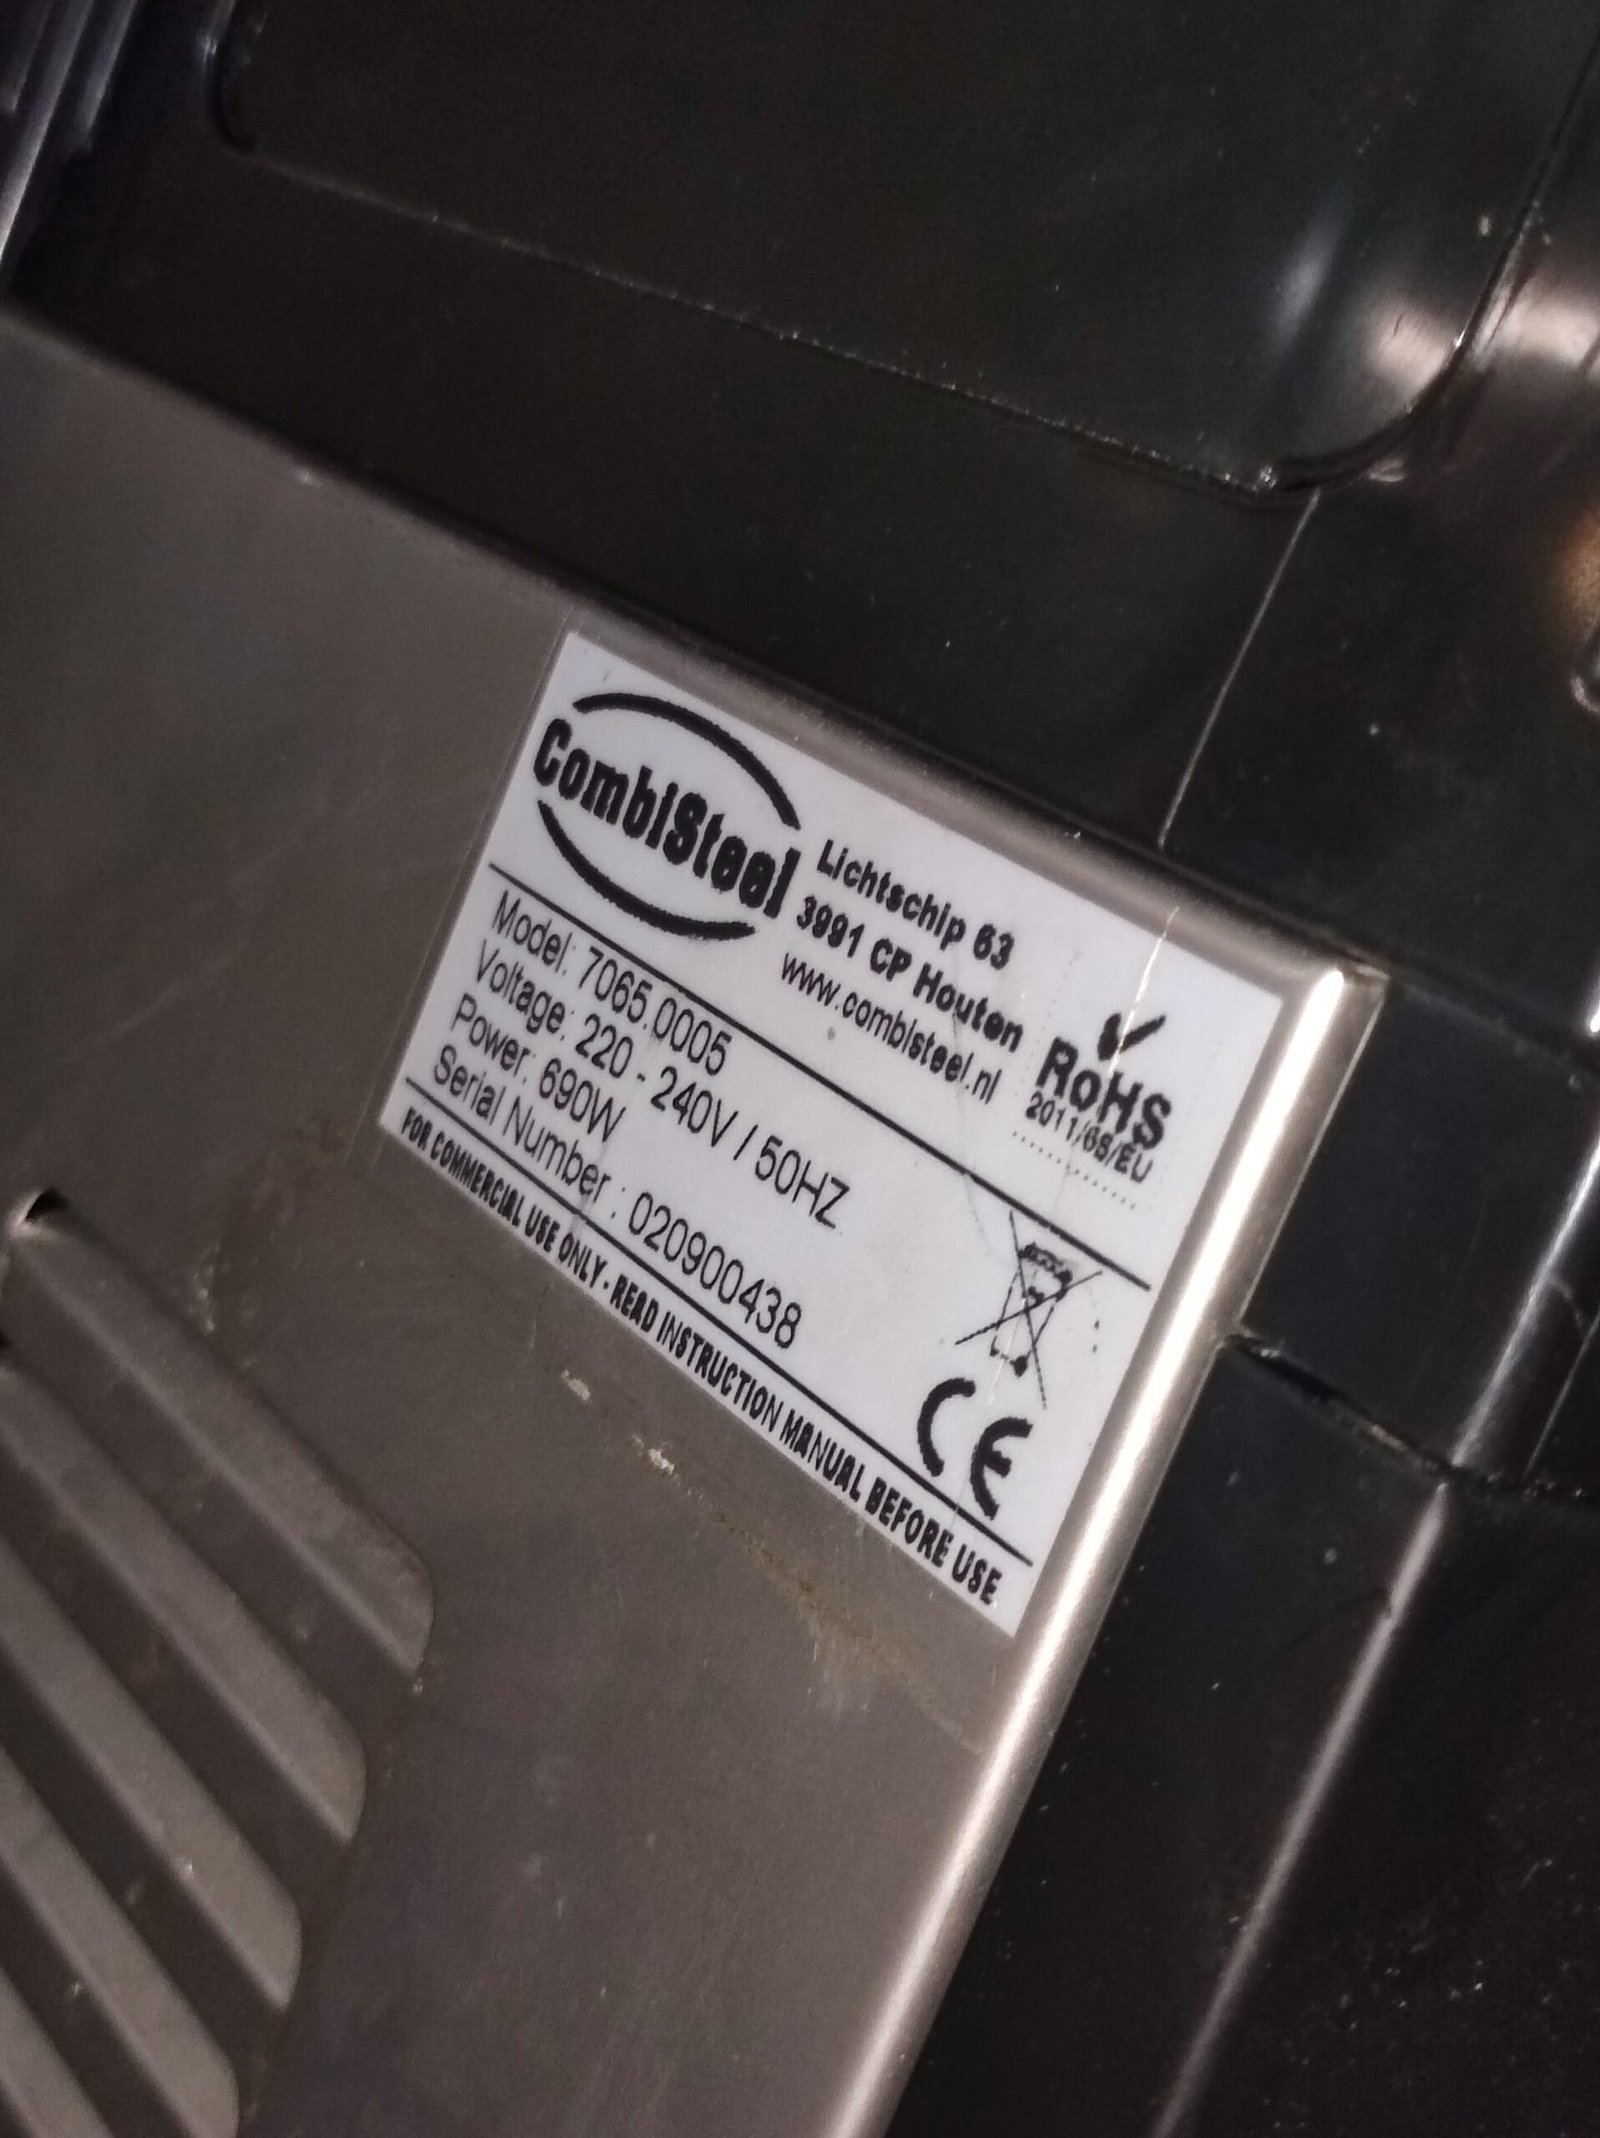 CombiSteel
Lichtschip 63
3991 CP Houten
www.combisteel.nl
RoHS
2011/65/EU
Model: 7065.0005
Voltage: 220 - 240V / 50HZ
Power: 690W
Serial Number : 020900438
CE
FOR COMMERCIAL USE ONLY - READ INSTRUCTION MANUAL BEFORE USE